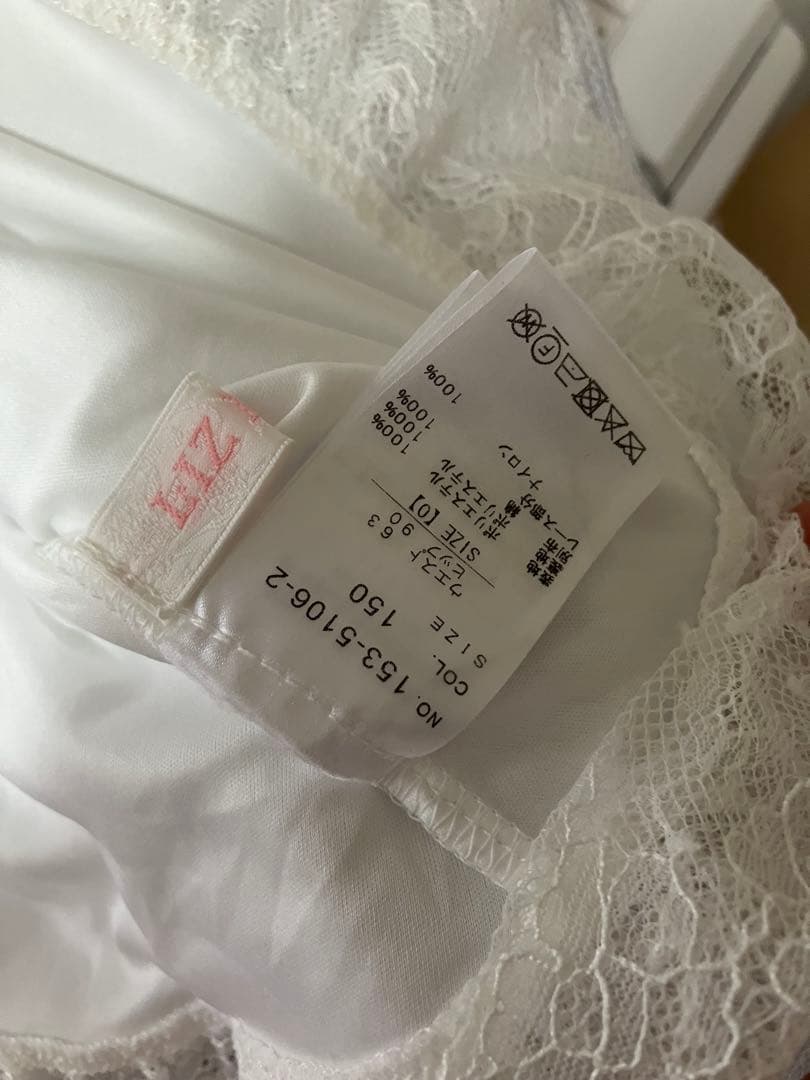 LIZ
NO. 153-5106-2
COL. 150
SIZE
ウエスト 63
ヒップ 90
SIZE [0]
表地 ポリエステル 100%
裏地 ポリエステル 100%
別布 綿 100%
レース部分 ナイロン 100%
W
F